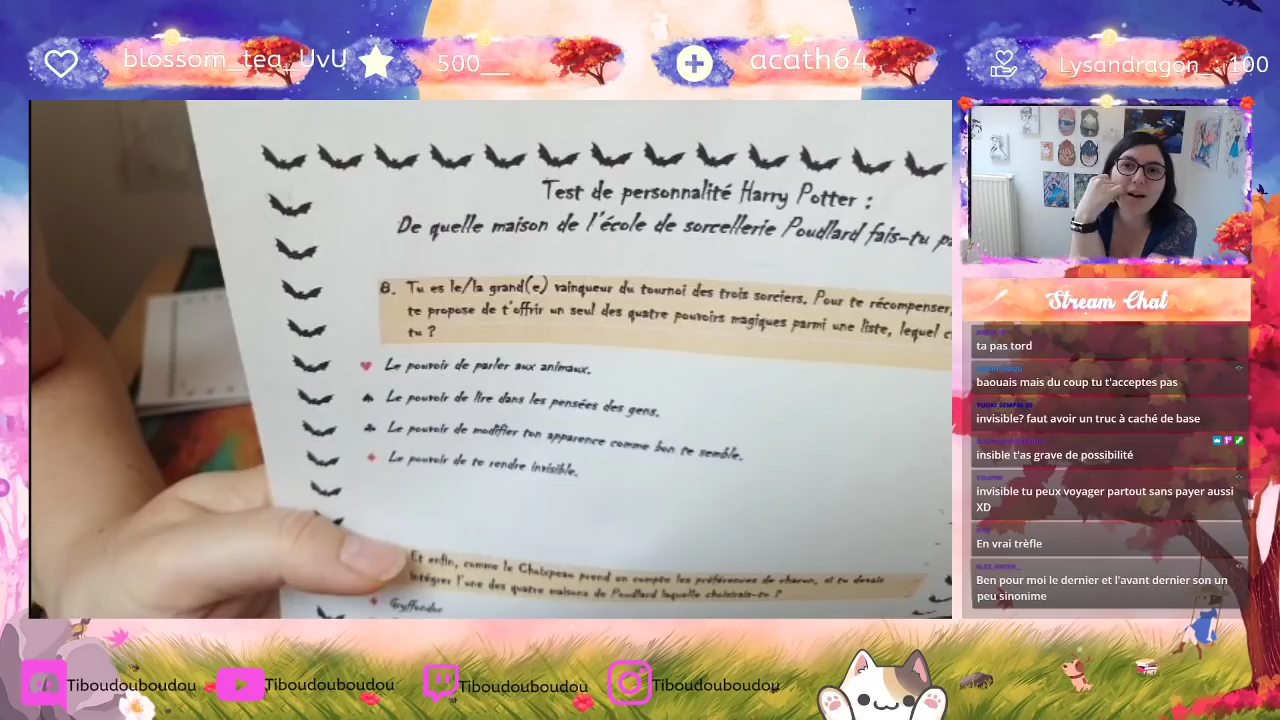 blossom_tea_UvU
500__
acath64
Lysandragon_ 100
Test de personnalité Harry Potter :
De quelle maison de l'école de sorcellerie Poudlard fais-tu
8. Tu es le/la grand(e) vainqueur du tournoi des trois sorciers. Pour te récompenser,
te propose de t'offrir un seul des quatre pouvoirs magiques parmi une liste, lequel
tu ?
Le pouvoir de parler aux animaux.
Le pouvoir de lire dans les pensées des gens.
Le pouvoir de modifier ton apparence comme bon te semble.
Le pouvoir de te rendre invisible.
Et enfin, comme le Choixpeau prend en compte les préférences de chacun, si tu devais
intégrer l'une des quatre maisons de Poudlard laquelle choisirais-tu ?
Gryffondor
Stream Chat
ta pas tord
baouais mais du coup tu t'acceptes pas
invisible? faut avoir un truc à caché de base
insible t'as grave de possibilité
invisible tu peux voyager partout sans payer aussi
XD
En vrai trèfle
Ben pour moi le dernier et l'avant dernier son un
peu sinonime
Tiboudouboudou
Tiboudouboudou
Tiboudouboudou
Tiboudouboudou